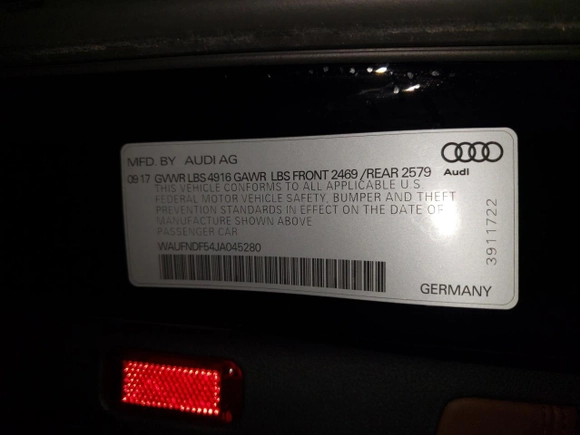 MFD. BY AUDI AG
09 17 GVWR LBS 4916 GAWR LBS FRONT 2469 /REAR 2579
THIS VEHICLE CONFORMS TO ALL APPLICABLE U S
FEDERAL MOTOR VEHICLE SAFETY, BUMPER AND THEFT
PREVENTION STANDARDS IN EFFECT ON THE DATE OF
MANUFACTURE SHOWN ABOVE
PASSENGER CAR
WAUFNDF54JA045280
Audi
3911722
GERMANY